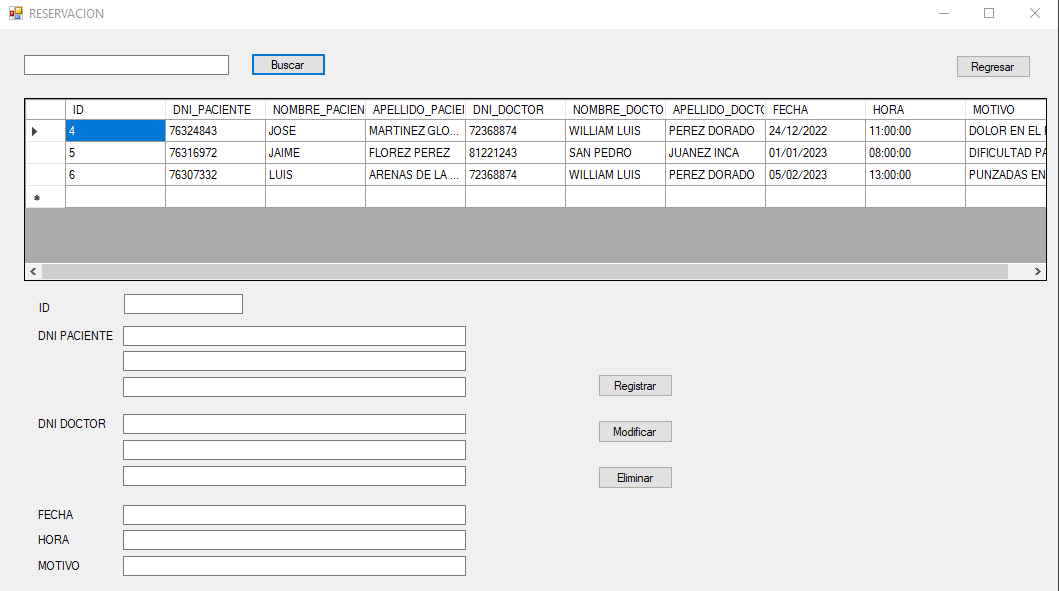 RESERVACION
Buscar
Regresar
ID DNI_PACIENTE NOMBRE_PACIEN APELLIDO_PACIEI DNI_DOCTOR NOMBRE_DOCTO APELLIDO_DOCTO FECHA HORA MOTIVO
4 76324843 JOSE MARTINEZ GLO... 72368874 WILLIAM LUIS PEREZ DORADO 24/12/2022 11:00:00 DOLOR EN EL
5 76316972 JAIME FLOREZ PEREZ 81221243 SAN PEDRO JUANEZ INCA 01/01/2023 08:00:00 DIFICULTAD PA
6 76307332 LUIS ARENAS DE LA ... 72368874 WILLIAM LUIS PEREZ DORADO 05/02/2023 13:00:00 PUNZADAS EN
ID
DNI PACIENTE
Registrar
DNI DOCTOR
Modificar
Eliminar
FECHA
HORA
MOTIVO